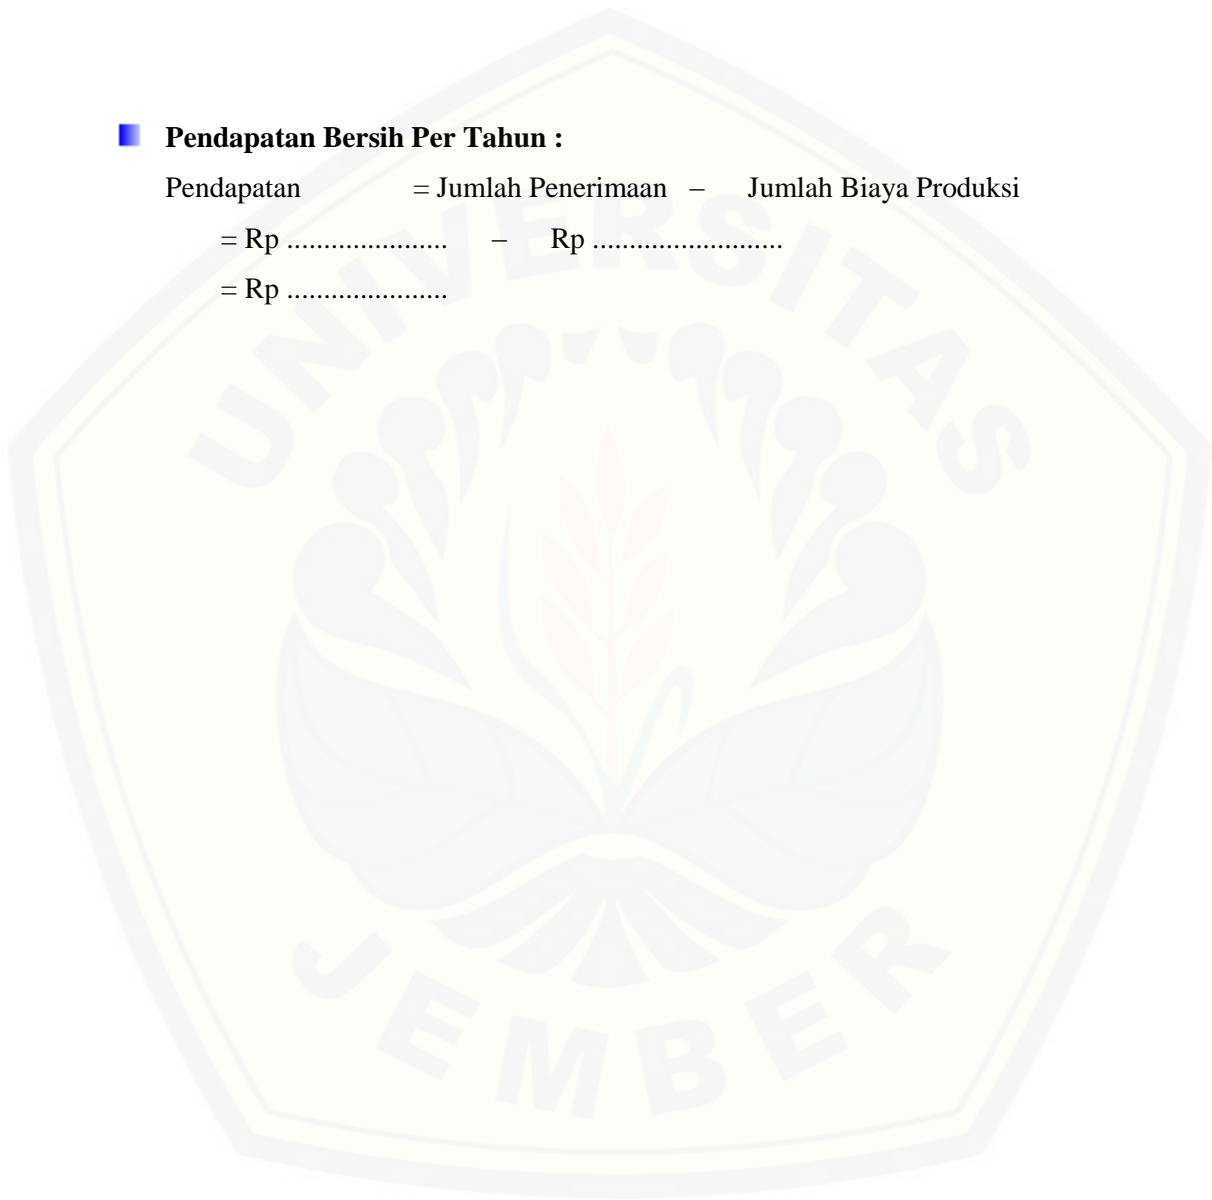 Pendapatan Bersih Per Tahun :
Pendapatan = Jumlah Penerimaan – Jumlah Biaya Produksi
= Rp ...................... – Rp ..........................
= Rp ......................
UNIVERSITAS
JEMBER